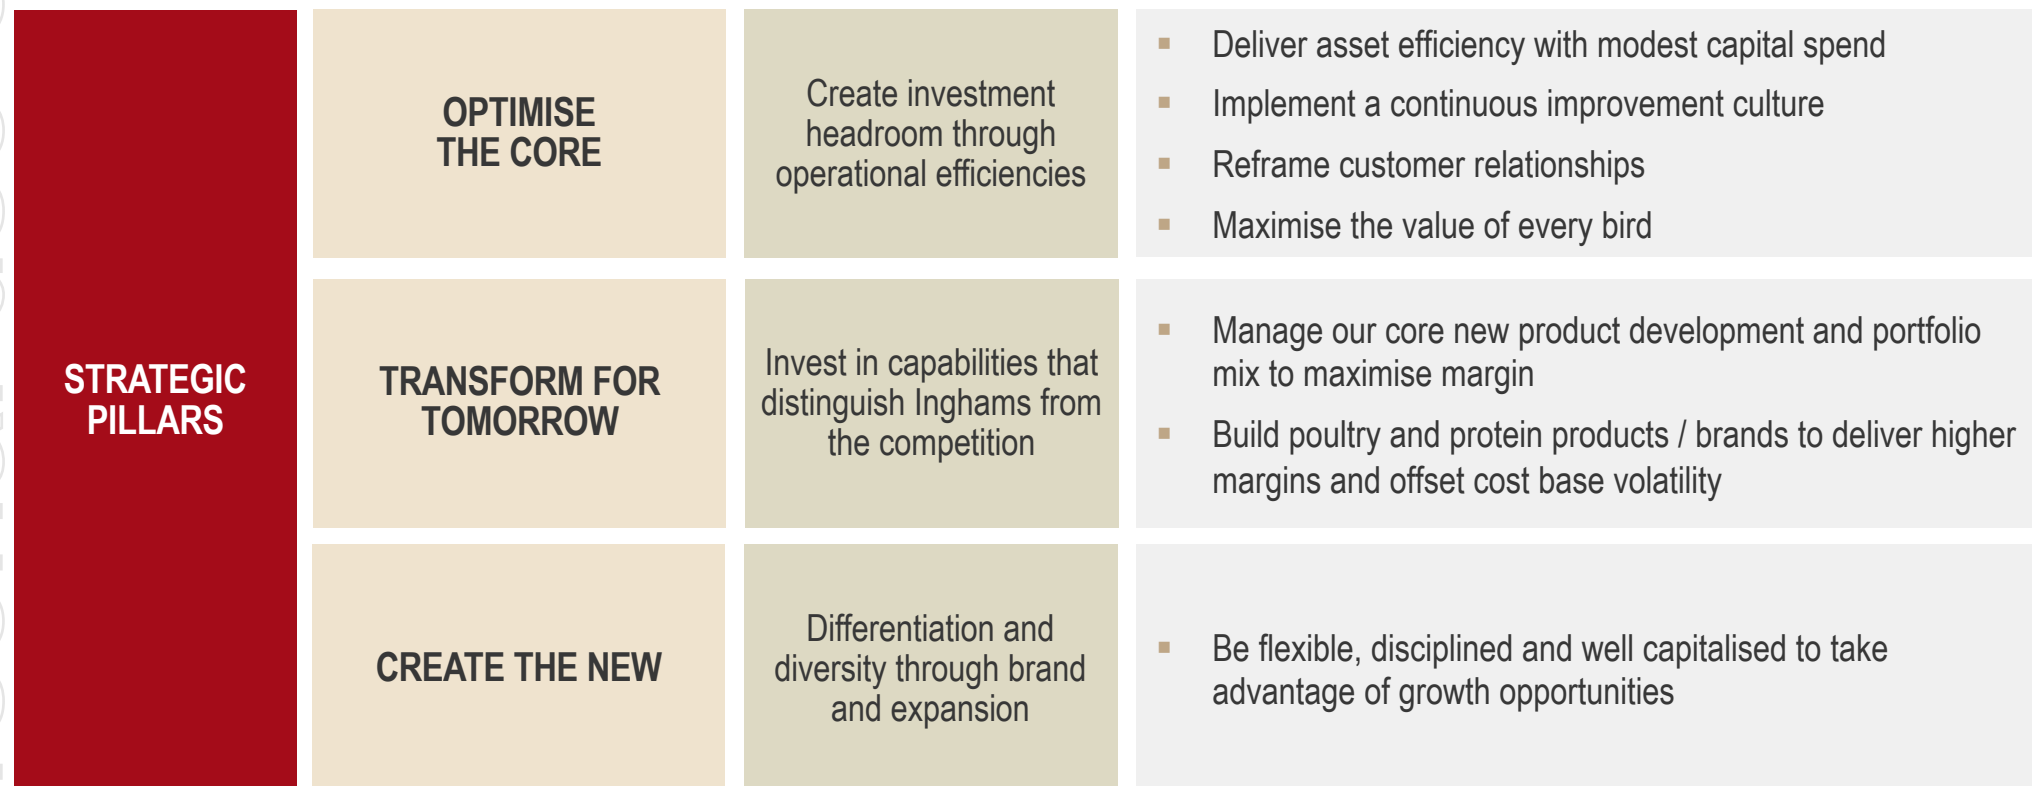 STRATEGIC
PILLARS
OPTIMISE
THE CORE
Create investment
headroom through
operational efficiencies
Deliver asset efficiency with modest capital spend
Implement a continuous improvement culture
Reframe customer relationships
Maximise the value of every bird
TRANSFORM FOR
TOMORROW
Invest in capabilities that
distinguish Inghams from
the competition
Manage our core new product development and portfolio
mix to maximise margin
Build poultry and protein products / brands to deliver higher
margins and offset cost base volatility
CREATE THE NEW
Differentiation and
diversity through brand
and expansion
Be flexible, disciplined and well capitalised to take
advantage of growth opportunities